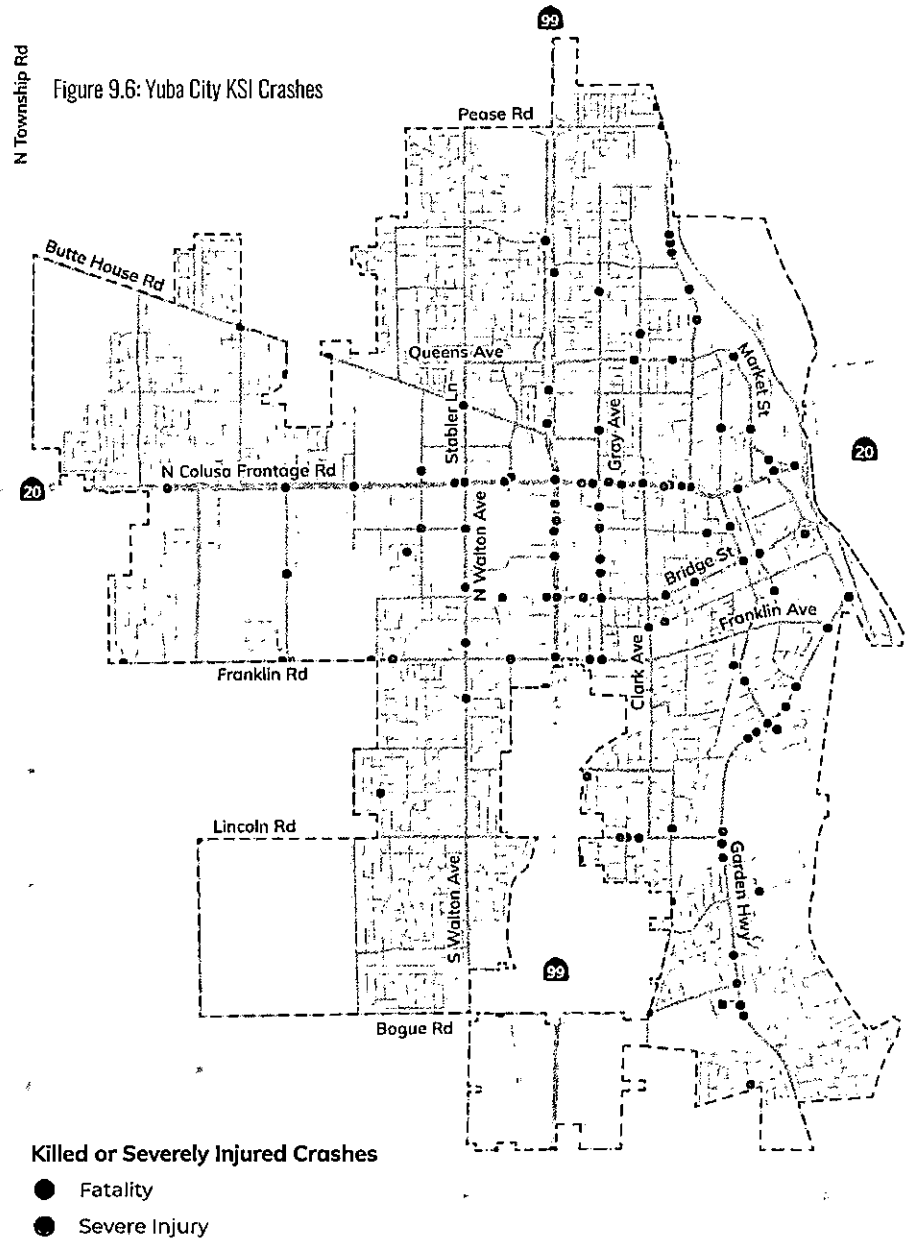 99
N Township Rd
Figure 9.6: Yuba City KSI Crashes
Pease Rd
Butte House Rd
Queens Ave
Market St
Stabler Ln
Gray Ave
20
N Colusa Frontage Rd
20
N Walton Ave
Bridge St
Franklin Ave
Franklin Rd
Clark Ave
Lincoln Rd
Garden Hwy
S Walton Ave
99
Bogue Rd
Killed or Severely Injured Crashes
Fatality
Severe Injury